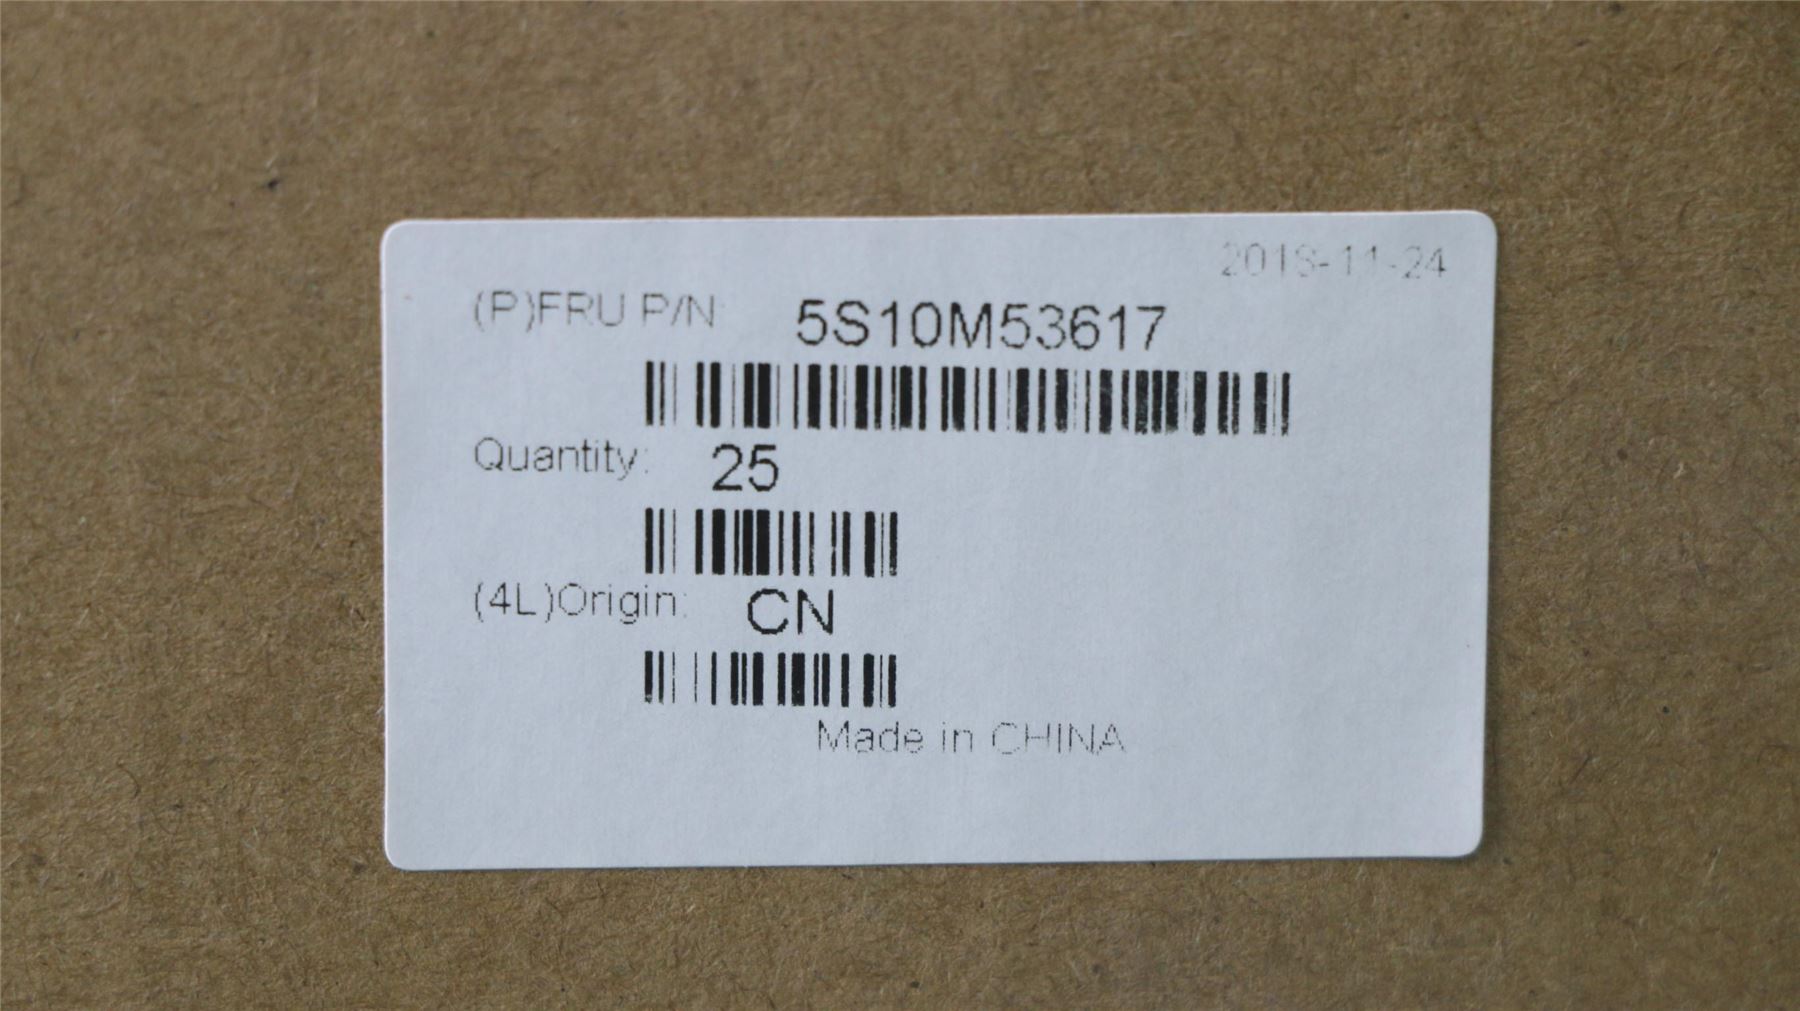 2018-11-24
(P)FRU P/N 5S10M53617
Quantity: 25
(4L)Origin: CN
Made in CHINA